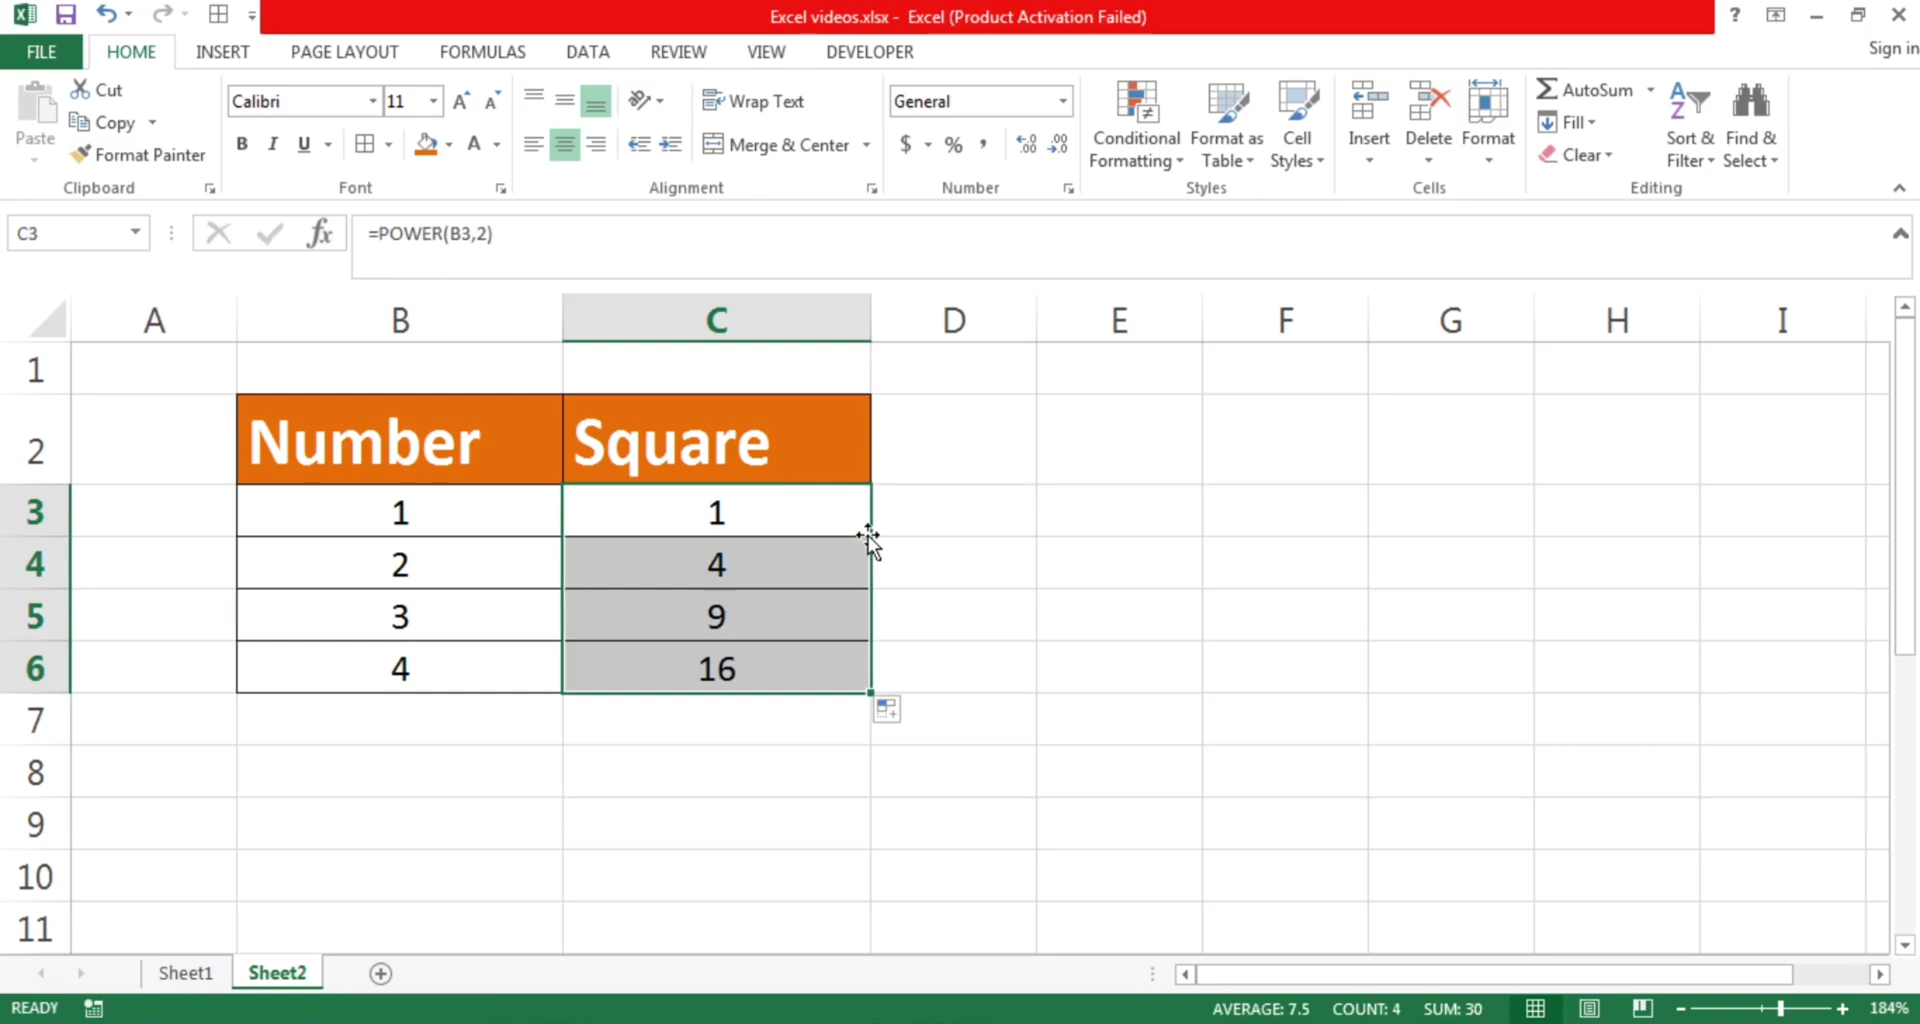 Excel videos.xlsx - Excel (Product Activation Failed)
?
FILE HOME INSERT PAGE LAYOUT FORMULAS DATA REVIEW VIEW DEVELOPER Sign in
Paste
Cut
Copy
Format Painter
Clipboard
Calibri 11
B I U A
Font
Wrap Text
Merge & Center
Alignment
General
$ % ,
Number
Conditional Formatting
Format as Table
Cell Styles
Styles
Insert
Delete
Format
Cells
AutoSum
Fill
Clear
Sort & Filter
Find & Select
Editing
C3 fx =POWER(B3,2)
A B C D E F G H I
1
2 Number Square
3 1 1
4 2 4
5 3 9
6 4 16
7
8
9
10
11
Sheet1 Sheet2
READY AVERAGE: 7.5 COUNT: 4 SUM: 30 184%